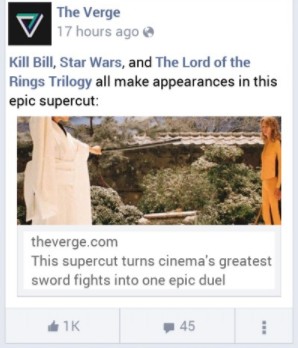 The Verge
17 hours ago
Kill Bill, Star Wars, and The Lord of the
Rings Trilogy all make appearances in this
epic supercut:
theverge.com
This supercut turns cinema's greatest
sword fights into one epic duel
1K
45